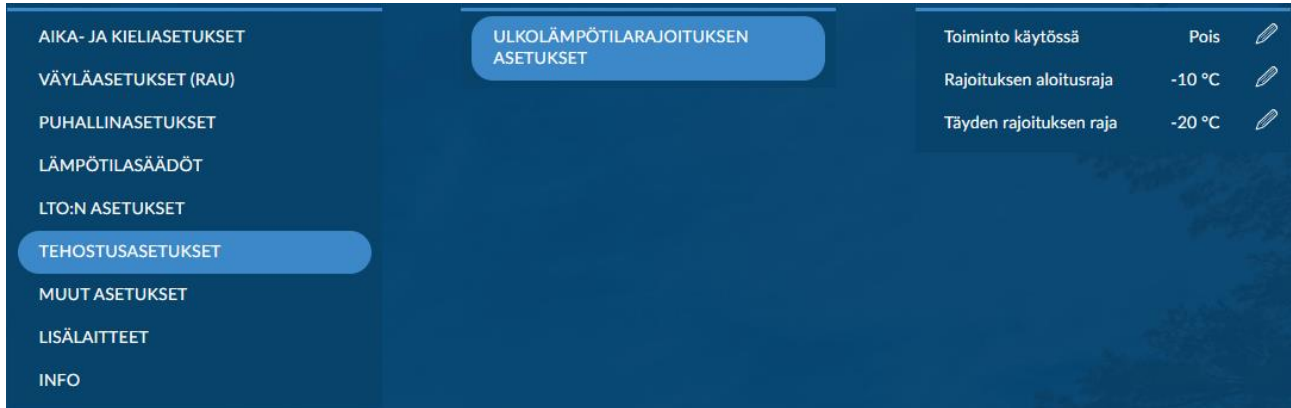 AIKA- JA KIELIASETUKSET
VÄYLÄASETUKSET (RAU)
PUHALLINASETUKSET
LÄMPÖTILASÄÄDÖT
LTO:N ASETUKSET
TEHOSTUSASETUKSET
MUUT ASETUKSET
LISÄLAITTEET
INFO
ULKOLÄMPÖTILARAJOITUKSEN
ASETUKSET
Toiminto käytössä Pois
Rajoituksen aloitusraja -10 °C
Täyden rajoituksen raja -20 °C